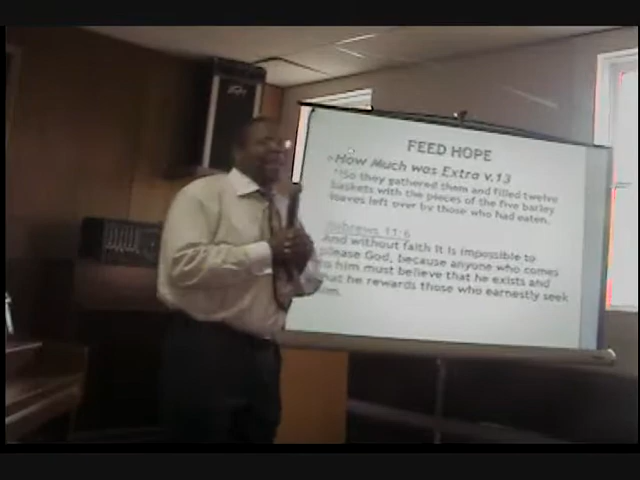 PEAVEY
FEED HOPE
How Much was Extra v.13
"So they gathered them and filled twelve
baskets with the pieces of the five barley
loaves left over by those who had eaten.
Hebrews 11:6
And without faith it is impossible to
please God, because anyone who comes
to him must believe that he exists and
that he rewards those who earnestly seek
him.